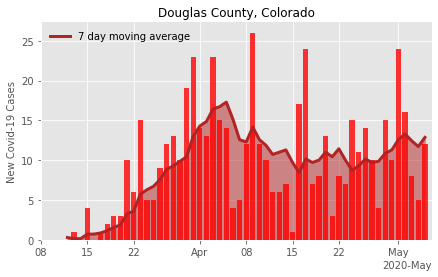 Douglas County, Colorado
7 day moving average
New Covid-19 Cases
25
20
15
10
5
0
08 15 22 Apr 08 15 22 May
2020-May